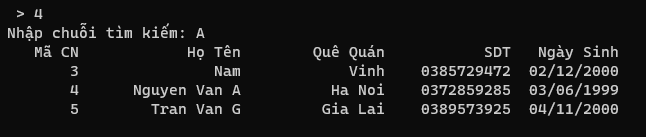 > 4
Nhập chuỗi tìm kiếm: A
Mã CN Họ Tên Quê Quán SDT Ngày Sinh
3 Nam Vinh 0385729472 02/12/2000
4 Nguyen Van A Ha Noi 0372859285 03/06/1999
5 Tran Van G Gia Lai 0389573925 04/11/2000